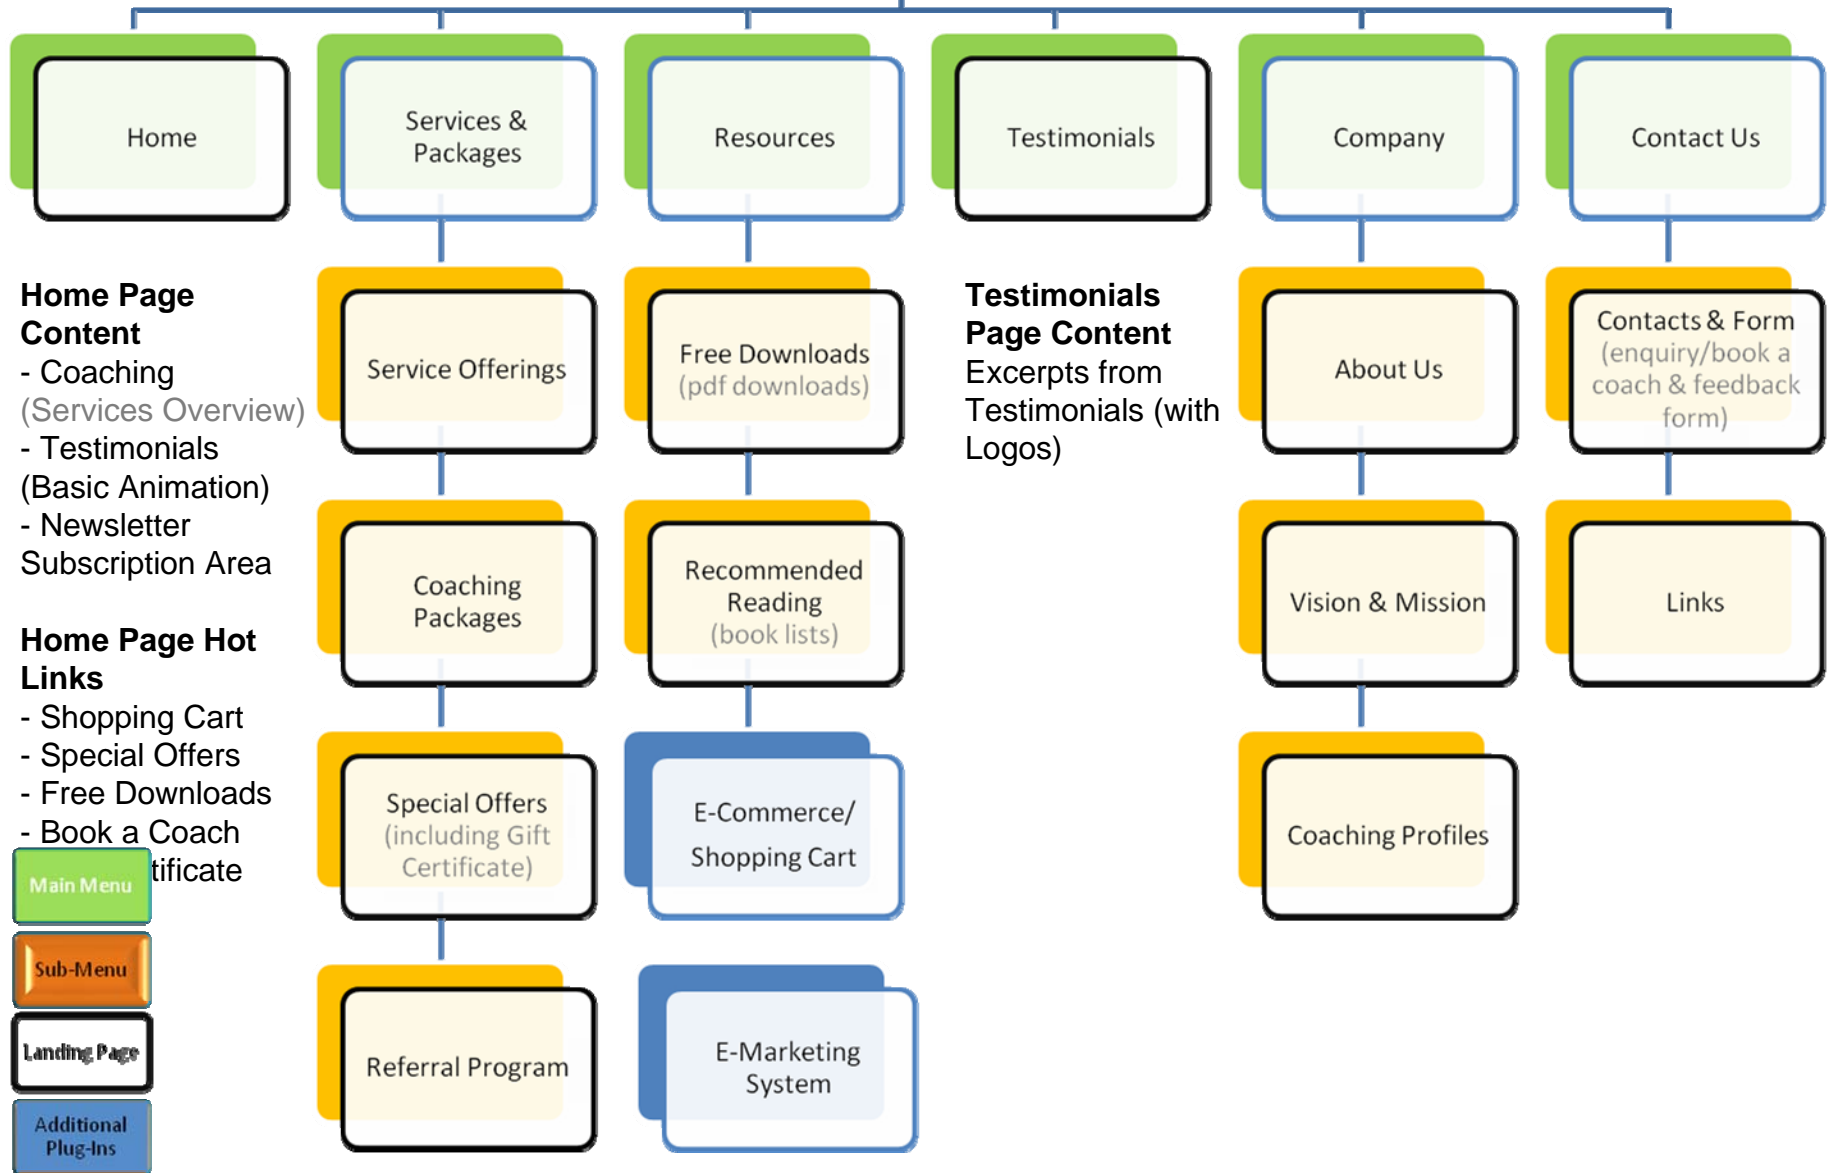 Home
Services &
Packages
Resources
Testimonials
Company
Contact Us
Home Page
Content
- Coaching
(Services Overview)
- Testimonials
(Basic Animation)
- Newsletter
Subscription Area
Home Page Hot
Links
- Shopping Cart
- Special Offers
- Free Downloads
- Book a Coach
tificate
Main Menu
Sub-Menu
Landing Page
Additional
Plug-Ins
Service Offerings
Coaching
Packages
Special Offers
(including Gift
Certificate)
Referral Program
Free Downloads
(pdf downloads)
Recommended
Reading
(book lists)
E-Commerce/
Shopping Cart
E-Marketing
System
Testimonials
Page Content
Excerpts from
Testimonials (with
Logos)
About Us
Vision & Mission
Coaching Profiles
Contacts & Form
(enquiry/book a
coach & feedback
form)
Links